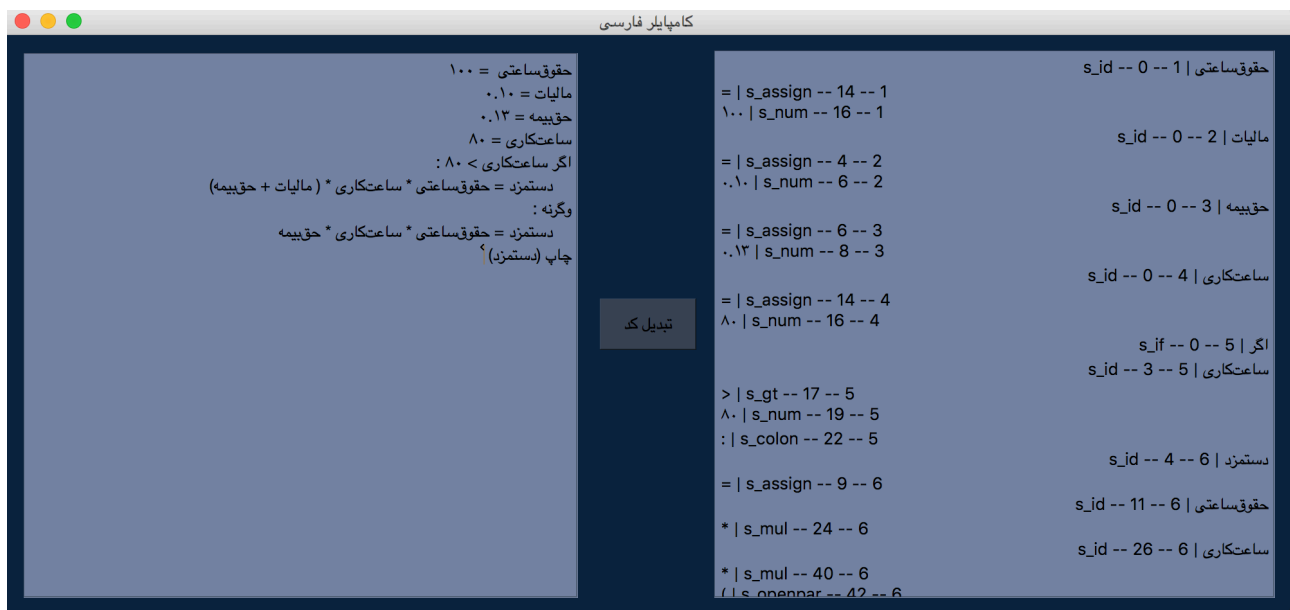 کامپایلر فارسی
حقوق‌ساعتی = ۱۰۰
مالیات = ۰.۱۰
حق‌بیمه = ۰.۱۳
ساعت‌کاری = ۸۰
اگر ساعت‌کاری > ۸۰ :
دستمزد = حقوق‌ساعتی * ساعت‌کاری * ( مالیات + حق‌بیمه)
وگرنه :
دستمزد = حقوق‌ساعتی * ساعت‌کاری * حق‌بیمه
چاپ (دستمزد)
تبدیل کد
حقوق‌ساعتی | s_id -- 0 -- 1
= | s_assign -- 14 -- 1
۱۰۰ | s_num -- 16 -- 1
مالیات | s_id -- 0 -- 2
= | s_assign -- 4 -- 2
۰.۱۰ | s_num -- 6 -- 2
حق‌بیمه | s_id -- 0 -- 3
= | s_assign -- 6 -- 3
۰.۱۳ | s_num -- 8 -- 3
ساعت‌کاری | s_id -- 0 -- 4
= | s_assign -- 14 -- 4
۸۰ | s_num -- 16 -- 4
اگر | s_if -- 0 -- 5
ساعت‌کاری | s_id -- 3 -- 5
> | s_gt -- 17 -- 5
۸۰ | s_num -- 19 -- 5
: | s_colon -- 22 -- 5
دستمزد | s_id -- 4 -- 6
= | s_assign -- 9 -- 6
حقوق‌ساعتی | s_id -- 11 -- 6
* | s_mul -- 24 -- 6
ساعت‌کاری | s_id -- 26 -- 6
* | s_mul -- 40 -- 6
( | s_openpar -- 42 -- 6